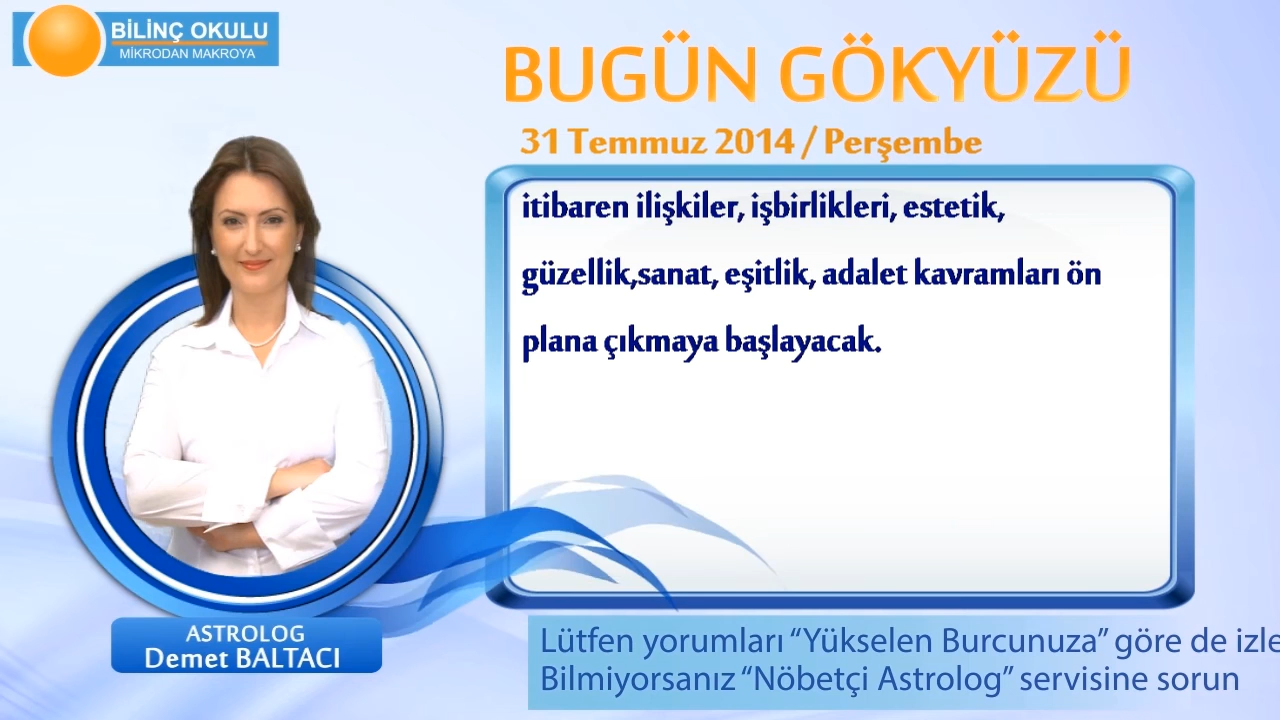 BİLİNÇ OKULU
MİKRODAN MAKROYA
BUGÜN GÖKYÜZÜ
31 Temmuz 2014 / Perşembe
itibaren ilişkiler, işbirlikleri, estetik,
güzellik,sanat, eşitlik, adalet kavramları ön
plana çıkmaya başlayacak.
ASTROLOG
Demet BALTACI
Lütfen yorumları “Yükselen Burcunuza” göre de izle
Bilmiyorsanız “Nöbetçi Astrolog” servisine sorun